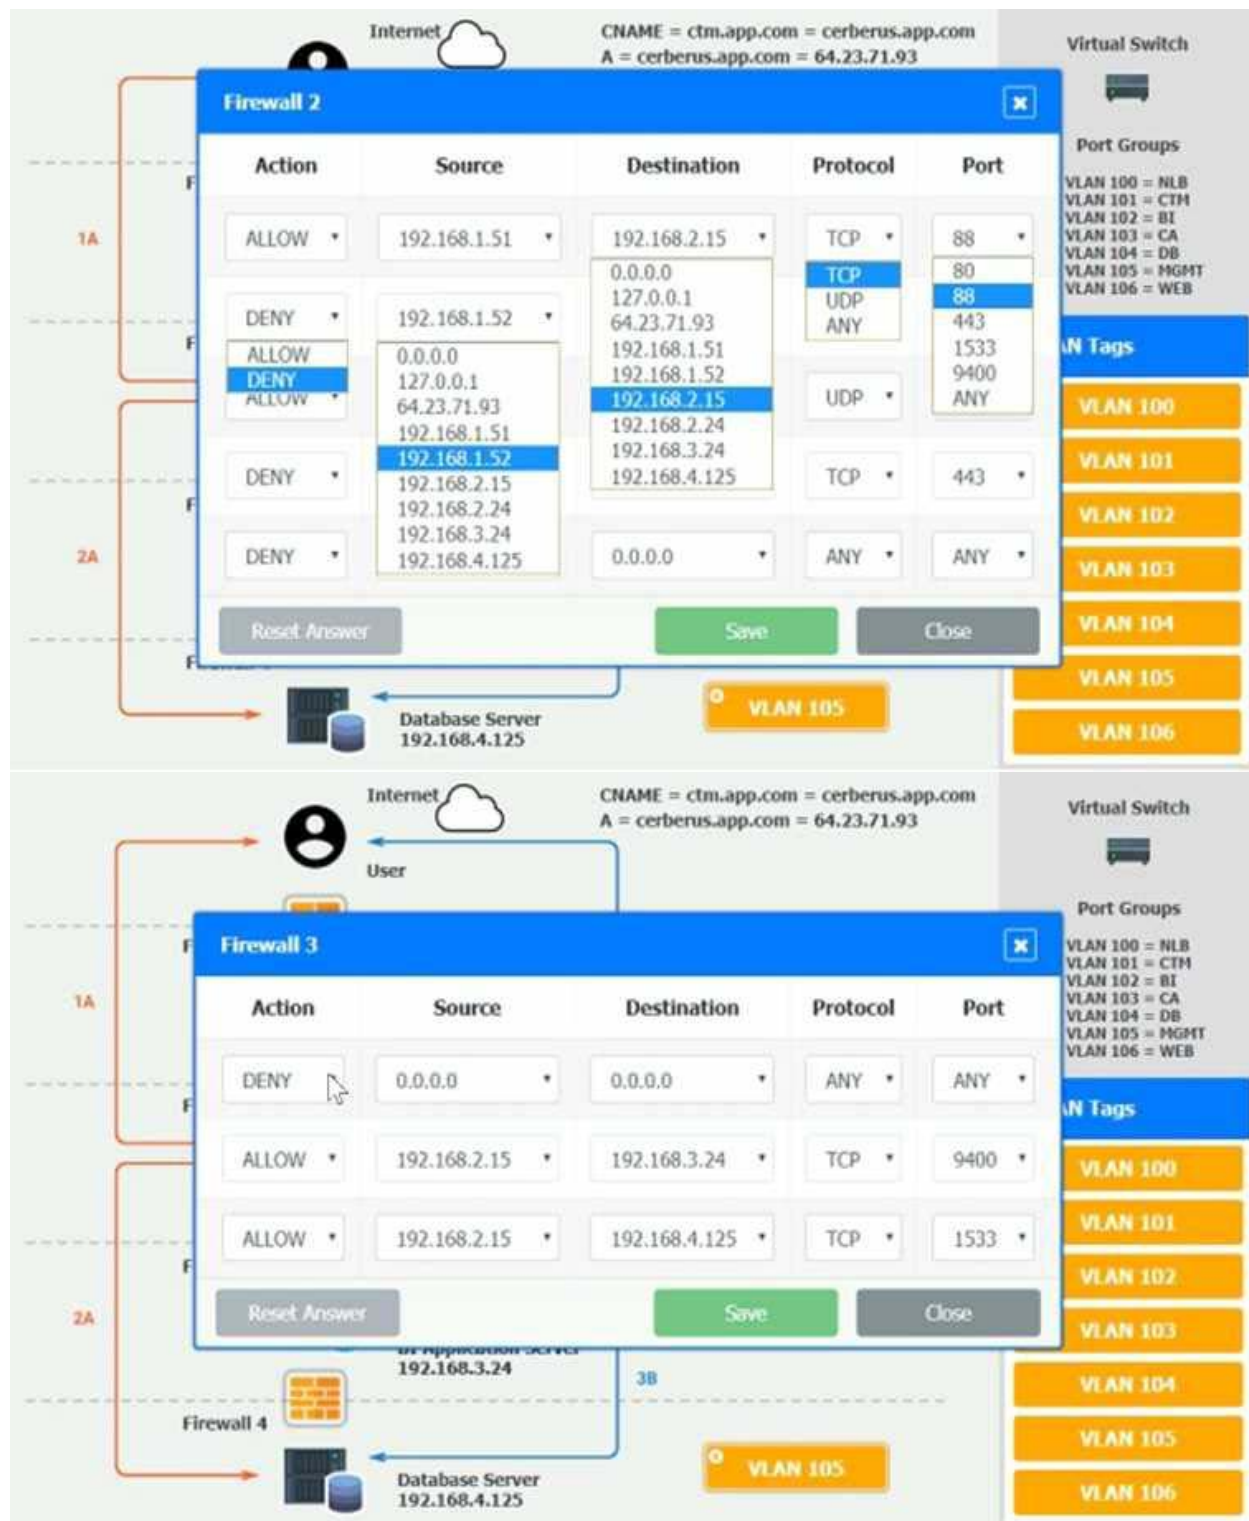 Internet
CNAME = ctm.app.com = cerberus.app.com
A = cerberus.app.com = 64.23.71.93
Virtual Switch
Port Groups
VLAN 100 = NLB
VLAN 101 = CTM
VLAN 102 = BI
VLAN 103 = CA
VLAN 104 = DB
VLAN 105 = MGMT
VLAN 106 = WEB
Firewall 2
Action Source Destination Protocol Port
ALLOW 192.168.1.51 192.168.2.15 TCP 88
0.0.0.0
127.0.0.1
64.23.71.93
192.168.1.51
192.168.1.52
192.168.2.15
192.168.2.24
192.168.3.24
192.168.4.125
TCP
UDP
ANY
80
88
443
1533
9400
ANY
DENY 192.168.1.52
ALLOW
DENY
0.0.0.0
127.0.0.1
64.23.71.93
192.168.1.51
192.168.1.52
192.168.2.15
192.168.2.24
192.168.3.24
192.168.4.125
ALLOW UDP
DENY TCP 443
DENY 0.0.0.0 ANY ANY
Reset Answer Save Close
1A
2A
F
F
F
F
N Tags
VLAN 100
VLAN 101
VLAN 102
VLAN 103
VLAN 104
VLAN 105
VLAN 106
Database Server
192.168.4.125
VLAN 105
Internet
CNAME = ctm.app.com = cerberus.app.com
A = cerberus.app.com = 64.23.71.93
User
Virtual Switch
Port Groups
VLAN 100 = NLB
VLAN 101 = CTM
VLAN 102 = BI
VLAN 103 = CA
VLAN 104 = DB
VLAN 105 = MGMT
VLAN 106 = WEB
Firewall 3
Action Source Destination Protocol Port
DENY 0.0.0.0 0.0.0.0 ANY ANY
ALLOW 192.168.2.15 192.168.3.24 TCP 9400
ALLOW 192.168.2.15 192.168.4.125 TCP 1533
Reset Answer Save Close
1A
2A
F
F
F
N Tags
VLAN 100
VLAN 101
VLAN 102
VLAN 103
VLAN 104
VLAN 105
VLAN 106
BI Application Server
192.168.3.24
3B
Firewall 4
Database Server
192.168.4.125
VLAN 105